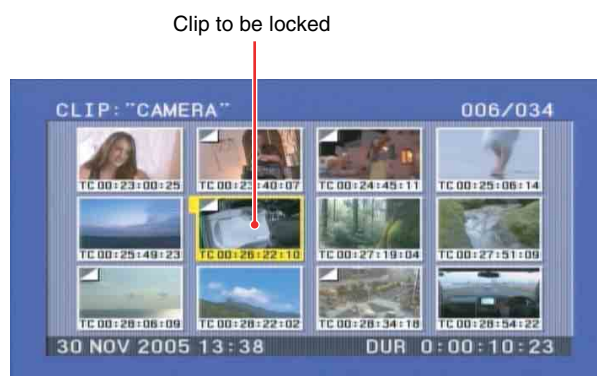 Clip to be locked
CLIP:"CAMERA" 006/034
TC 00:23:00:25 TC 00:23:40:07 TC 00:24:45:11 TC 00:25:06:14
TC 00:25:49:23 TC 00:26:22:10 TC 00:27:19:04 TC 00:27:51:09
TC 00:28:06:09 TC 00:28:22:02 TC 00:28:34:18 TC 00:28:54:22
30 NOV 2005 13:38 DUR 0:00:10:23